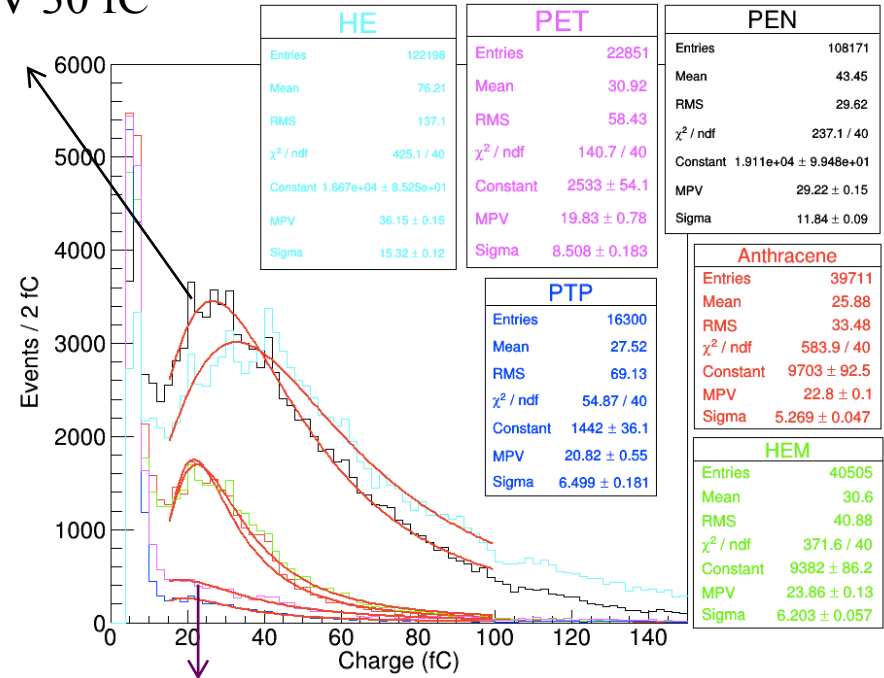 V 30 fC
HE
Entries 122198
Mean 76.21
RMS 137.1
χ² / ndf 425.1 / 40
Constant 1.667e+04 ± 8.525e+01
MPV 36.15 ± 0.15
Sigma 15.32 ± 0.12
PET
Entries 22851
Mean 30.92
RMS 58.43
χ² / ndf 140.7 / 40
Constant 2533 ± 54.1
MPV 19.83 ± 0.78
Sigma 8.508 ± 0.183
PEN
Entries 108171
Mean 43.45
RMS 29.62
χ² / ndf 237.1 / 40
Constant 1.911e+04 ± 9.948e+01
MPV 29.22 ± 0.15
Sigma 11.84 ± 0.09
PTP
Entries 16300
Mean 27.52
RMS 69.13
χ² / ndf 54.87 / 40
Constant 1442 ± 36.1
MPV 20.82 ± 0.55
Sigma 6.499 ± 0.181
Anthracene
Entries 39711
Mean 25.88
RMS 33.48
χ² / ndf 583.9 / 40
Constant 9703 ± 92.5
MPV 22.8 ± 0.1
Sigma 5.269 ± 0.047
HEM
Entries 40505
Mean 30.6
RMS 40.88
χ² / ndf 371.6 / 40
Constant 9382 ± 86.2
MPV 23.86 ± 0.13
Sigma 6.203 ± 0.057
Events / 2 fC
6000
5000
4000
3000
2000
1000
0
0 20 40 60 80 100 120 140
Charge (fC)